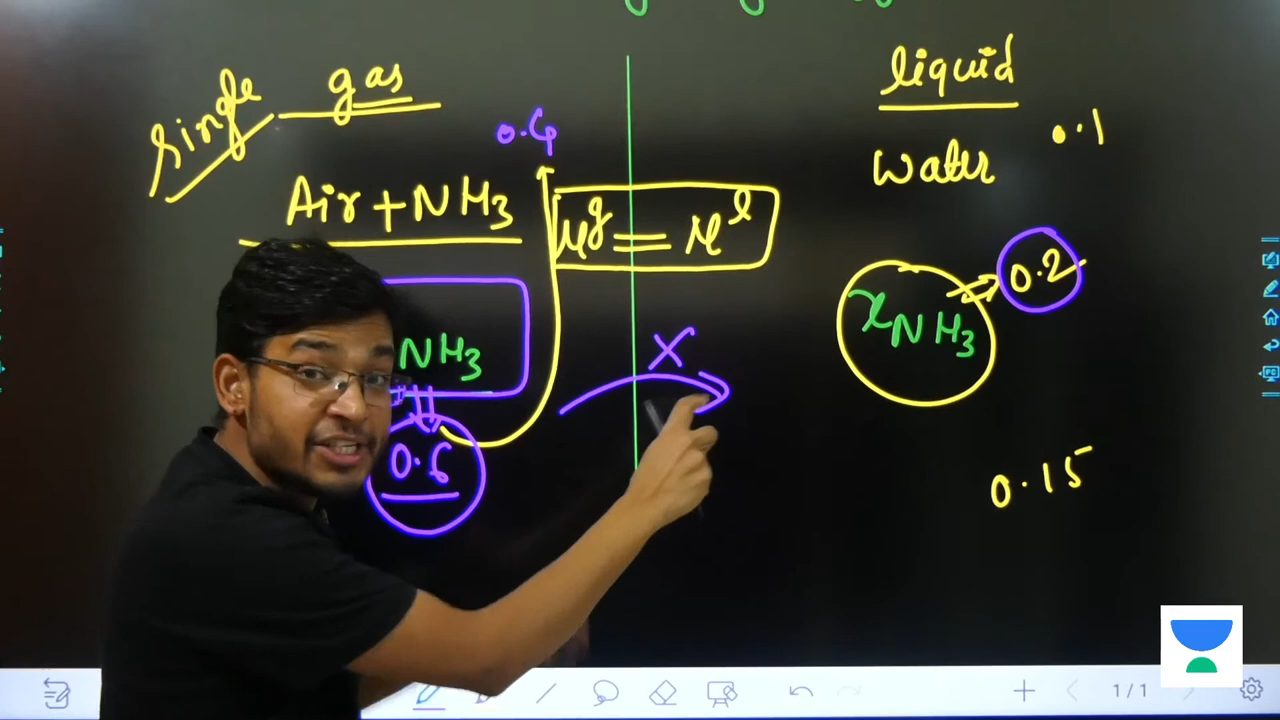 single gas
liquid
0.4
0.1
Air + NH3
μg = μl
Water
NH3
X
xNH3
0.2
0.6
0.15
1/1